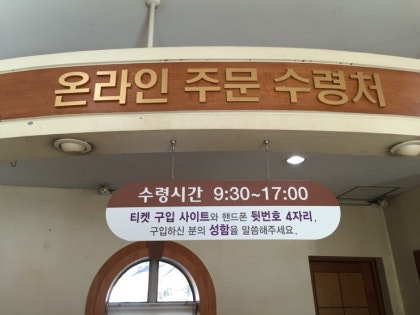 온라인 주문 수령처
수령시간 9:30~17:00
티켓 구입 사이트와 핸드폰 뒷번호 4자리,
구입하신 분의 성함을 말씀해주세요.